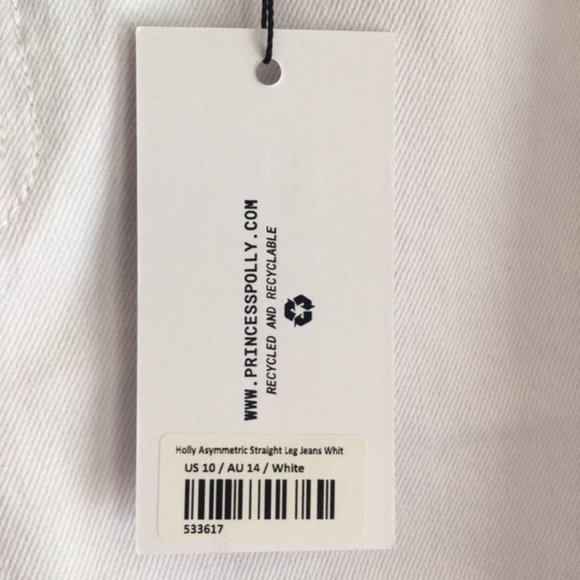 WWW.PRINCESSPOLLY.COM
RECYCLED AND RECYCLABLE
Holly Asymmetric Straight Leg Jeans Whit
US 10 / AU 14 / White
533617